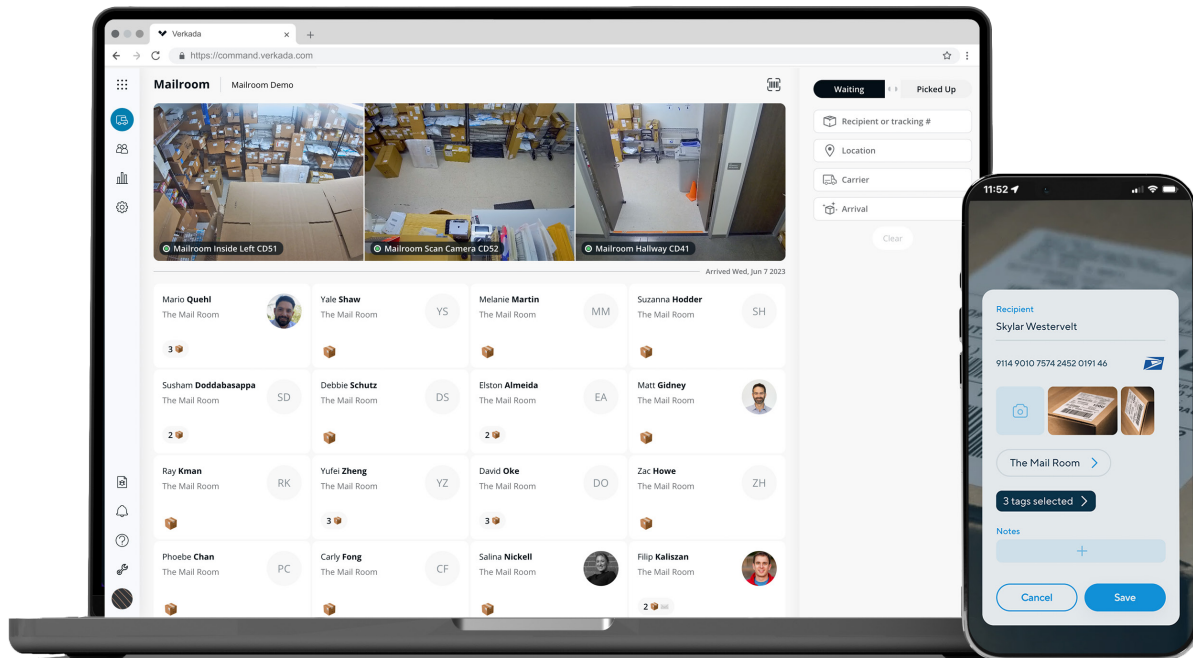 Verkada
https://command.verkada.com
Mailroom
Mailroom Demo
Mailroom Inside Left CD51
Mailroom Scan Camera CD52
Mailroom Hallway CD41
Arrived Wed, Jun 7 2023
Mario Quehl
The Mail Room
3
Yale Shaw
The Mail Room
YS
Melanie Martin
The Mail Room
MM
Suzanna Hodder
The Mail Room
SH
Susham Doddabasappa
The Mail Room
SD
2
Debbie Schutz
The Mail Room
DS
Elston Almeida
The Mail Room
EA
2
Matt Gidney
The Mail Room
Ray Kman
The Mail Room
RK
Yufei Zheng
The Mail Room
YZ
3
David Oke
The Mail Room
DO
3
Zac Howe
The Mail Room
ZH
Phoebe Chan
The Mail Room
PC
Carly Fong
The Mail Room
CF
Salina Nickell
The Mail Room
Filip Kaliszan
The Mail Room
2
Waiting
Picked Up
Recipient or tracking #
Location
Carrier
Arrival
Clear
11:52
Recipient
Skylar Westervelt
9114 9010 7574 2452 0191 46
The Mail Room
3 tags selected
Notes
Cancel
Save